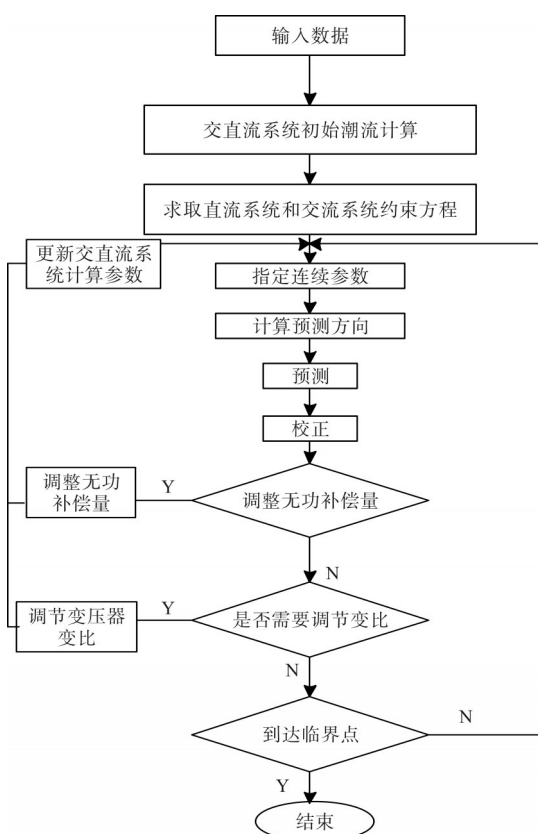 输入数据
交直流系统初始潮流计算
求取直流系统和交流系统约束方程
更新交直流系
统计算参数
指定连续参数
计算预测方向
预测
校正
调整无功
补偿量
Y
调整无功补偿量
N
调节变压器
变比
Y
是否需要调节变比
N
到达临界点
N
Y
结束